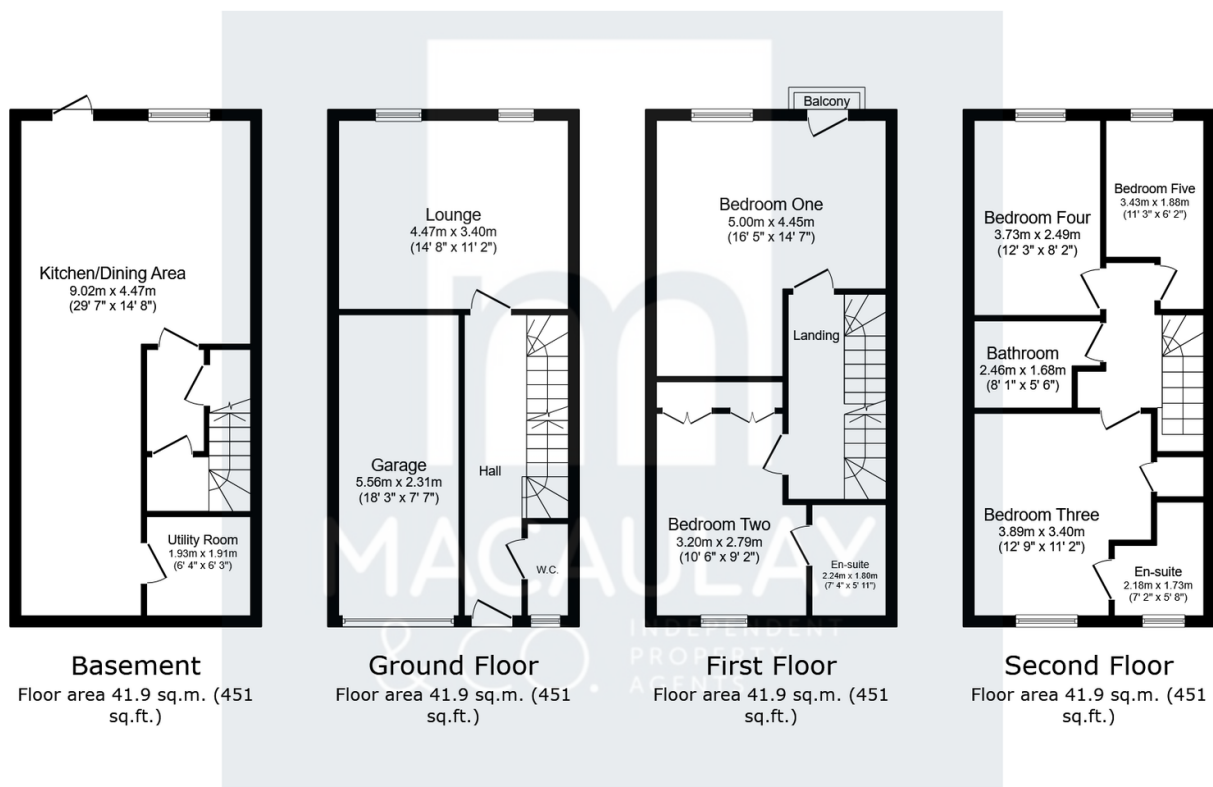 Kitchen/Dining Area
9.02m x 4.47m
(29' 7" x 14' 8")
Utility Room
1.93m x 1.91m
(6' 4" x 6' 3")
Basement
Floor area 41.9 sq.m. (451
sq.ft.)
Lounge
4.47m x 3.40m
(14' 8" x 11' 2")
Garage
5.56m x 2.31m
(18' 3" x 7' 7")
Hall
W.C.
Ground Floor
Floor area 41.9 sq.m. (451
sq.ft.)
Balcony
Bedroom One
5.00m x 4.45m
(16' 5" x 14' 7")
Landing
Bedroom Two
3.20m x 2.79m
(10' 6" x 9' 2")
En-suite
2.24m x 1.80m
(7' 4" x 5' 11")
First Floor
Floor area 41.9 sq.m. (451
sq.ft.)
Bedroom Four
3.73m x 2.49m
(12' 3" x 8' 2")
Bedroom Five
3.43m x 1.88m
(11' 3" x 6' 2")
Bathroom
2.46m x 1.68m
(8' 1" x 5' 6")
Bedroom Three
3.89m x 3.40m
(12' 9" x 11' 2")
En-suite
2.18m x 1.73m
(7' 2" x 5' 8")
Second Floor
Floor area 41.9 sq.m. (451
sq.ft.)
m
MACAULAY
& CO.
INDEPENDENT
PROPERTY
AGENTS